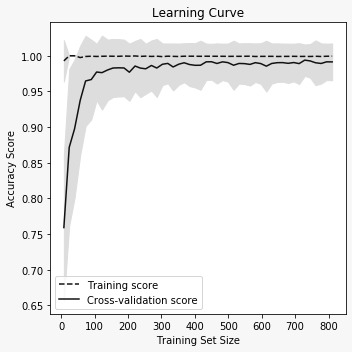 Learning Curve
Accuracy Score
1.00
0.95
0.90
0.85
0.80
0.75
0.70
0.65
Training score
Cross-validation score
0 100 200 300 400 500 600 700 800
Training Set Size